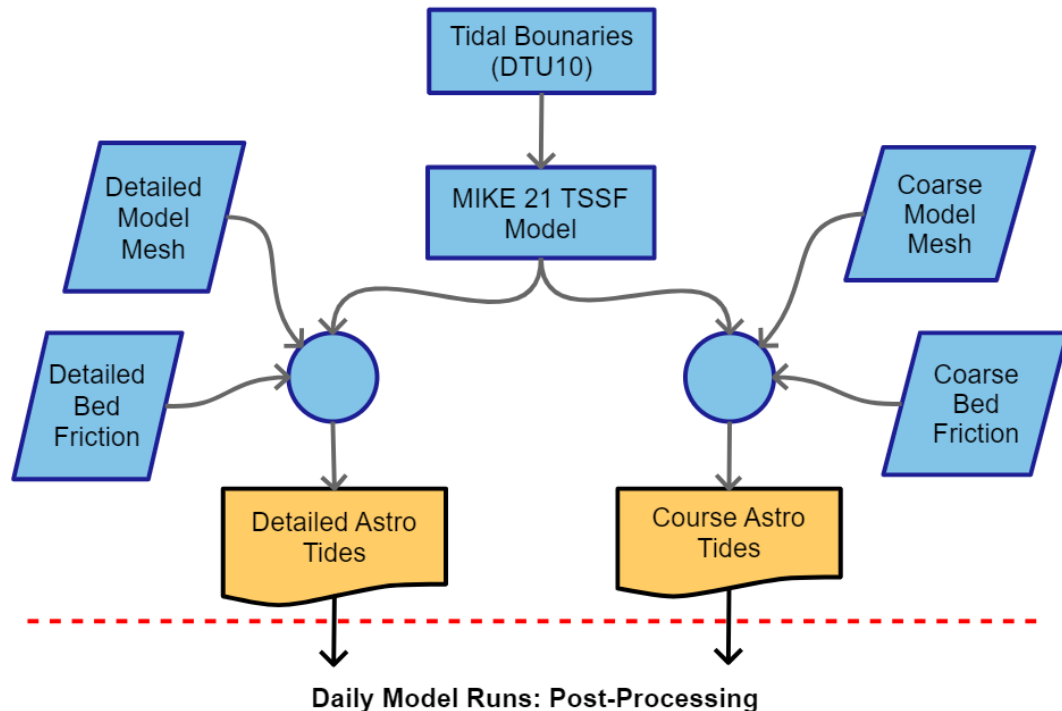 Tidal Bounaries
(DTU10)
MIKE 21 TSSF
Model
Detailed
Model
Mesh
Coarse
Model
Mesh
Detailed
Bed
Friction
Coarse
Bed
Friction
Detailed Astro
Tides
Course Astro
Tides
Daily Model Runs: Post-Processing